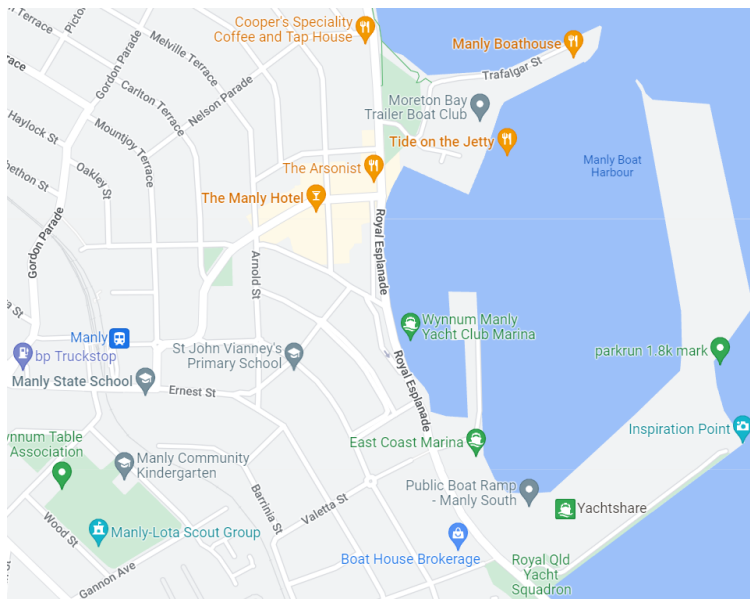 Cooper's Speciality
Coffee and Tap House
Manly Boathouse
Trafalgar St
Melville Terrace
Gordon Parade
Nelson Parade
Carlton Terrace
Moreton Bay
Trailer Boat Club
Haylock St
Mountjoy Terrace
Tide on the Jetty
Manly Boat
Harbour
The Arsonist
Oakley St
The Manly Hotel
Royal Esplanade
Gordon Parade
Arnold St
Wynnum Manly
Yacht Club Marina
Manly
bp Truckstop
St John Vianney's
Primary School
Royal Esplanade
parkrun 1.8k mark
Manly State School
Ernest St
Inspiration Point
East Coast Marina
ynnum Table
Association
Manly Community
Kindergarten
Public Boat Ramp
- Manly South
Barrinia St
Valetta St
Yachtshare
Wood St
Manly-Lota Scout Group
Boat House Brokerage
Royal Qld
Yacht
Squadron
Gannon Ave